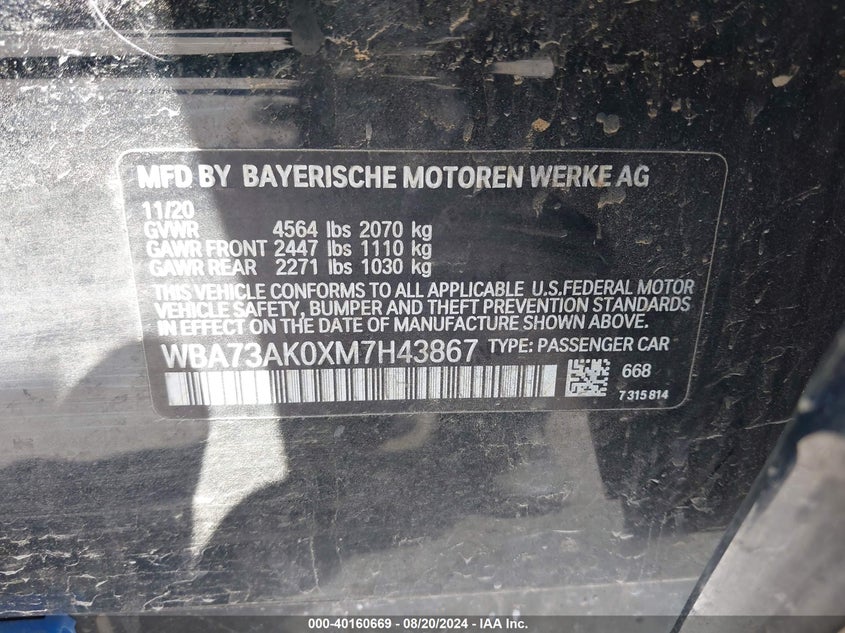 MFD BY BAYERISCHE MOTOREN WERKE AG
11/20
GVWR 4564 lbs 2070 kg
GAWR FRONT 2447 lbs 1110 kg
GAWR REAR 2271 lbs 1030 kg
THIS VEHICLE CONFORMS TO ALL APPLICABLE U.S.FEDERAL MOTOR
VEHICLE SAFETY, BUMPER AND THEFT PREVENTION STANDARDS
IN EFFECT ON THE DATE OF MANUFACTURE SHOWN ABOVE.
WBA73AK0XM7H43867 TYPE: PASSENGER CAR
668
7 315 814
000-40160669 - 08/20/2024 - IAA Inc.